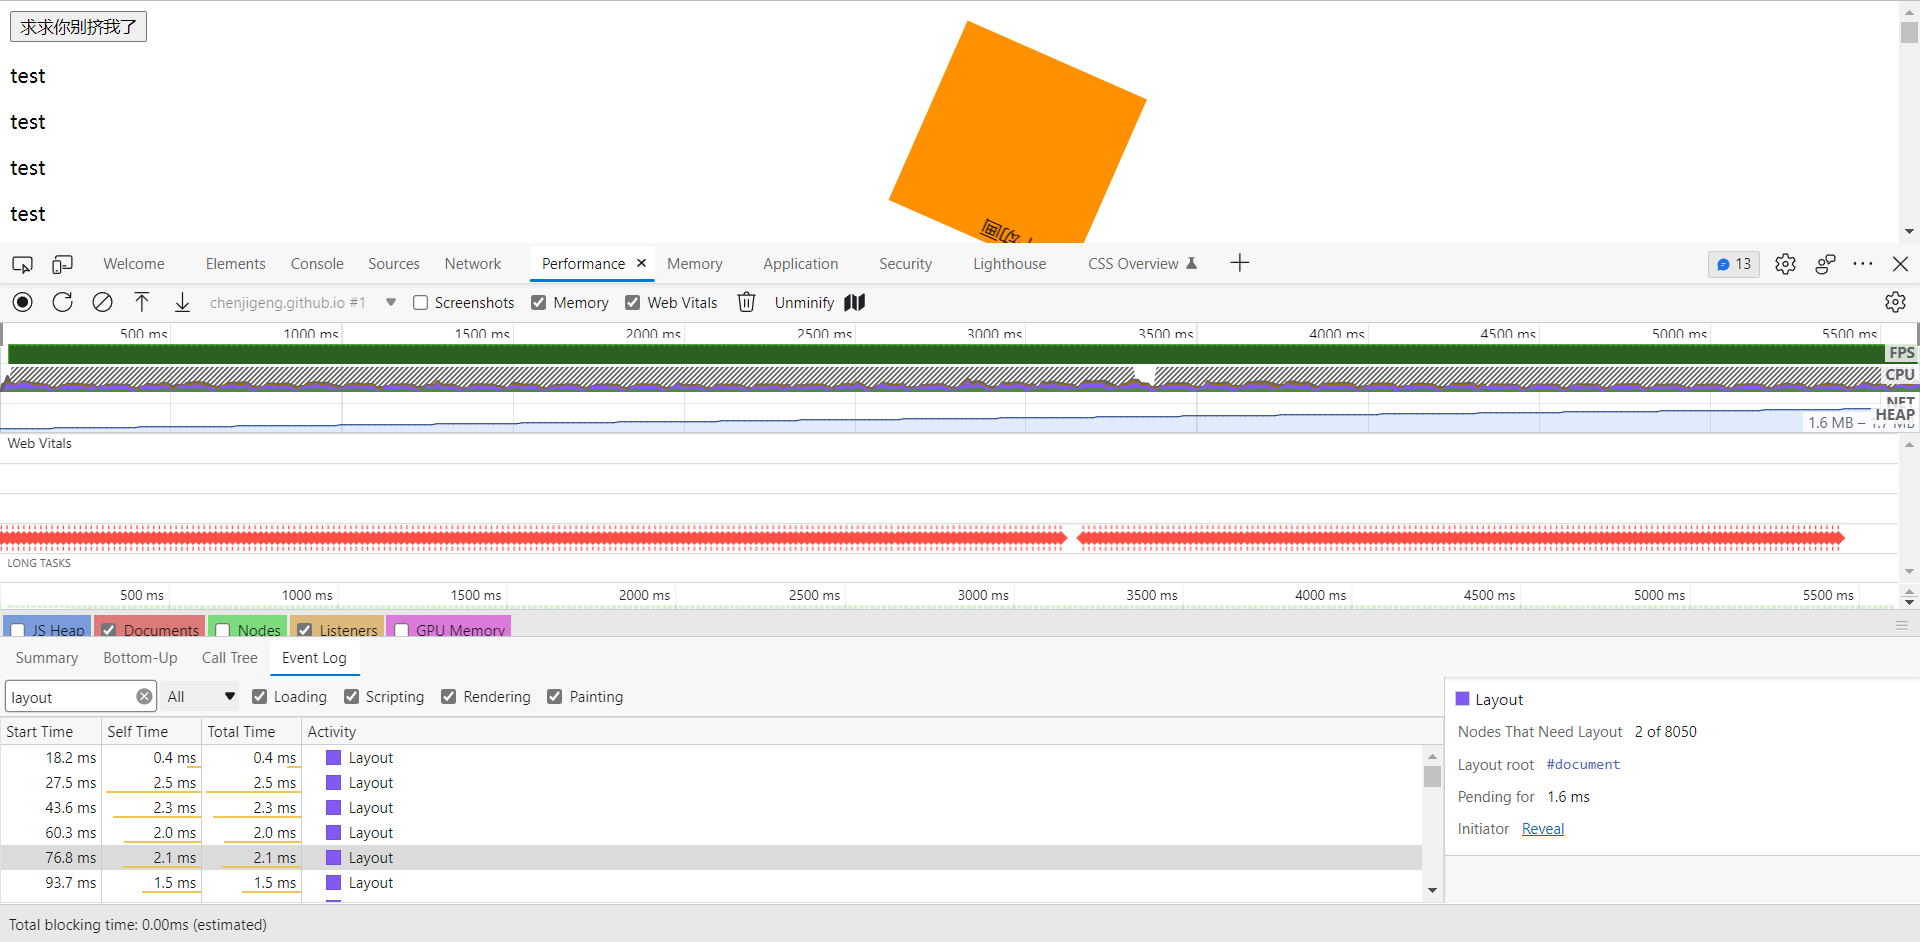 求求你别挤我了
test
test
test
test
动画
Welcome Elements Console Sources Network Performance Memory Application Security Lighthouse CSS Overview 13
chenjigeng.github.io #1 Screenshots Memory Web Vitals Unminify
500 ms 1000 ms 1500 ms 2000 ms 2500 ms 3000 ms 3500 ms 4000 ms 4500 ms 5000 ms 5500 ms
FPS
CPU
NET
HEAP
1.6 MB – 1.7 MB
Web Vitals
LONG TASKS
500 ms 1000 ms 1500 ms 2000 ms 2500 ms 3000 ms 3500 ms 4000 ms 4500 ms 5000 ms 5500 ms
JS Heap Documents Nodes Listeners GPU Memory
Summary Bottom-Up Call Tree Event Log
layout All Loading Scripting Rendering Painting
Start Time Self Time Total Time Activity
18.2 ms 0.4 ms 0.4 ms Layout
27.5 ms 2.5 ms 2.5 ms Layout
43.6 ms 2.3 ms 2.3 ms Layout
60.3 ms 2.0 ms 2.0 ms Layout
76.8 ms 2.1 ms 2.1 ms Layout
93.7 ms 1.5 ms 1.5 ms Layout
Layout
Nodes That Need Layout 2 of 8050
Layout root #document
Pending for 1.6 ms
Initiator Reveal
Total blocking time: 0.00ms (estimated)